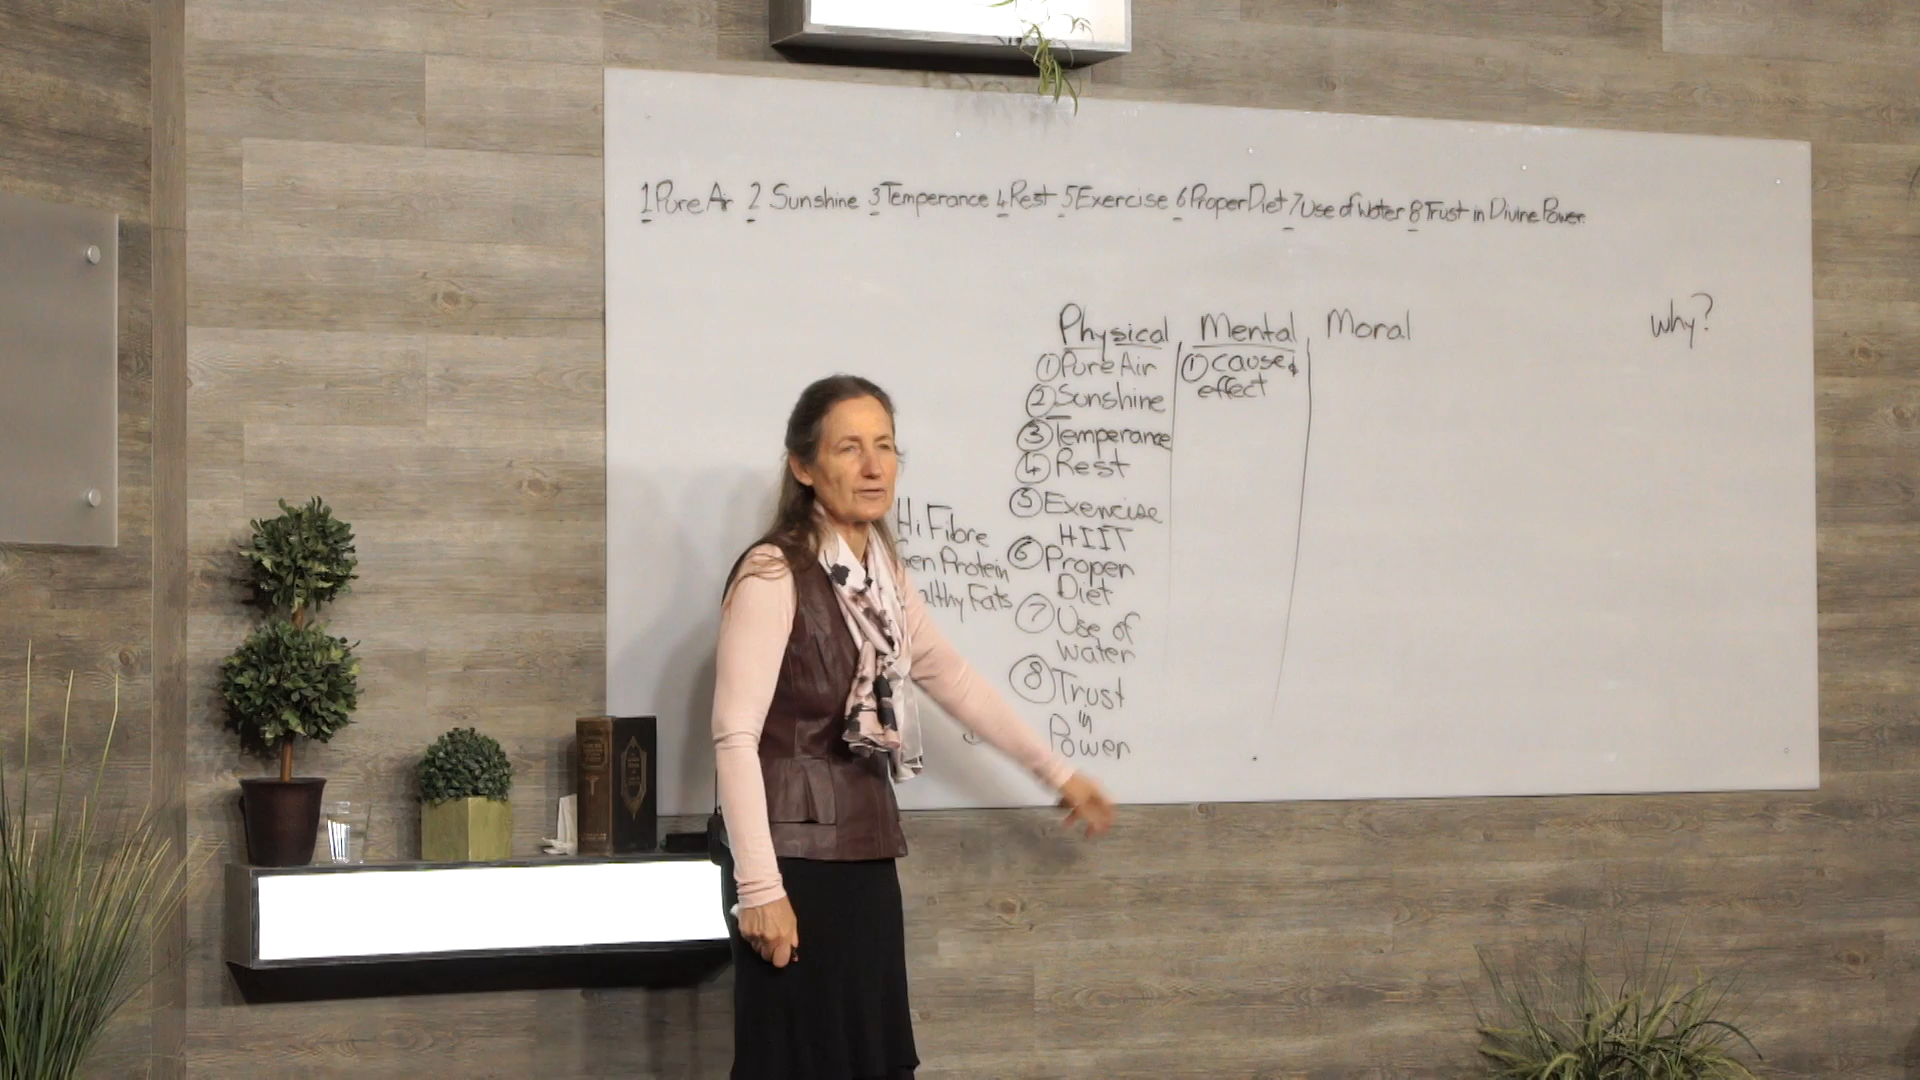 1 Pure Air 2 Sunshine 3 Temperance 4 Rest 5 Exercise 6 Proper Diet 7 Use of Water 8 Trust in Divine Power
Physical Mental Moral
why?
① Pure Air
② Sunshine
③ Temperance
④ Rest
⑤ Exercise
HIIT
⑥ Proper
Diet
⑦ Use of
Water
⑧ Trust
in
Power
① cause &
effect
Hi Fibre
Protein
Fats